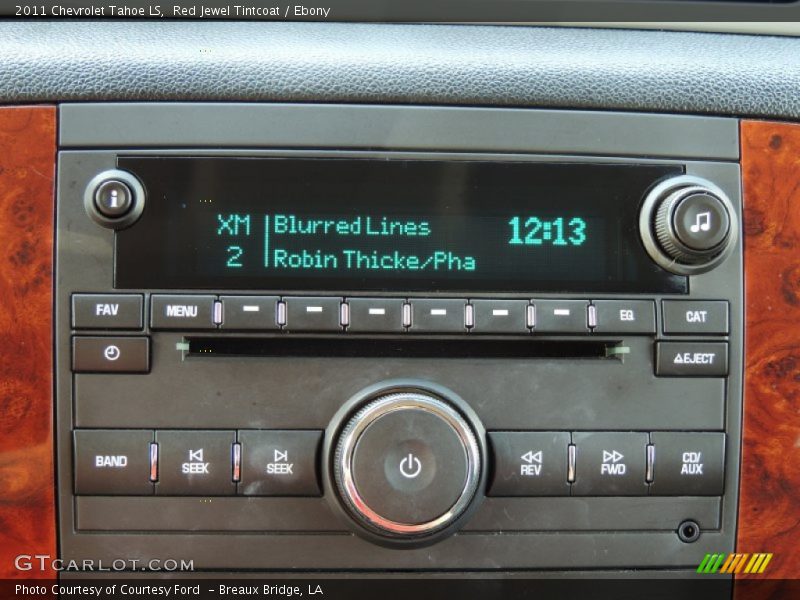 2011 Chevrolet Tahoe LS,  Red Jewel Tintcoat / Ebony
i
XM Blurred Lines 12:13
2 Robin Thicke/Pha
FAV MENU EQ CAT
EJECT
BAND SEEK SEEK REV FWD CD/AUX
GTCARLOT.COM
Photo Courtesy of Courtesy Ford  - Breaux Bridge, LA